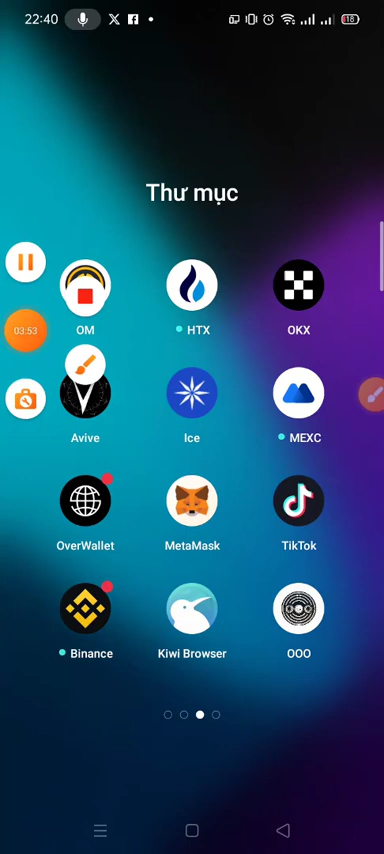 22:40
18
Thư mục
03:53
OM
HTX
OKX
Avive
Ice
MEXC
OverWallet
MetaMask
TikTok
Binance
Kiwi Browser
OOO